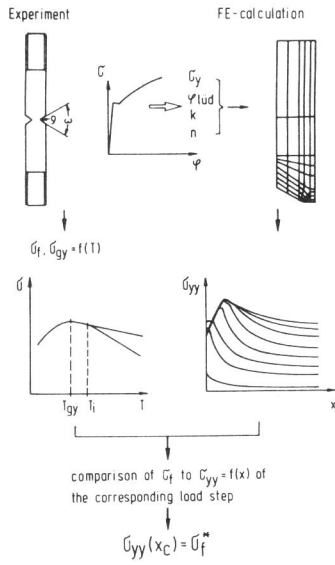 Experiment
FE-calculation
ϱ ω
σ
φ
σy
φlüd
k
n
σf, σgy = f(T)
σ
Tgy Ti T
σyy
x
comparison of σf to σyy = f(x) of
the corresponding load step
σyy(xc) = σf*